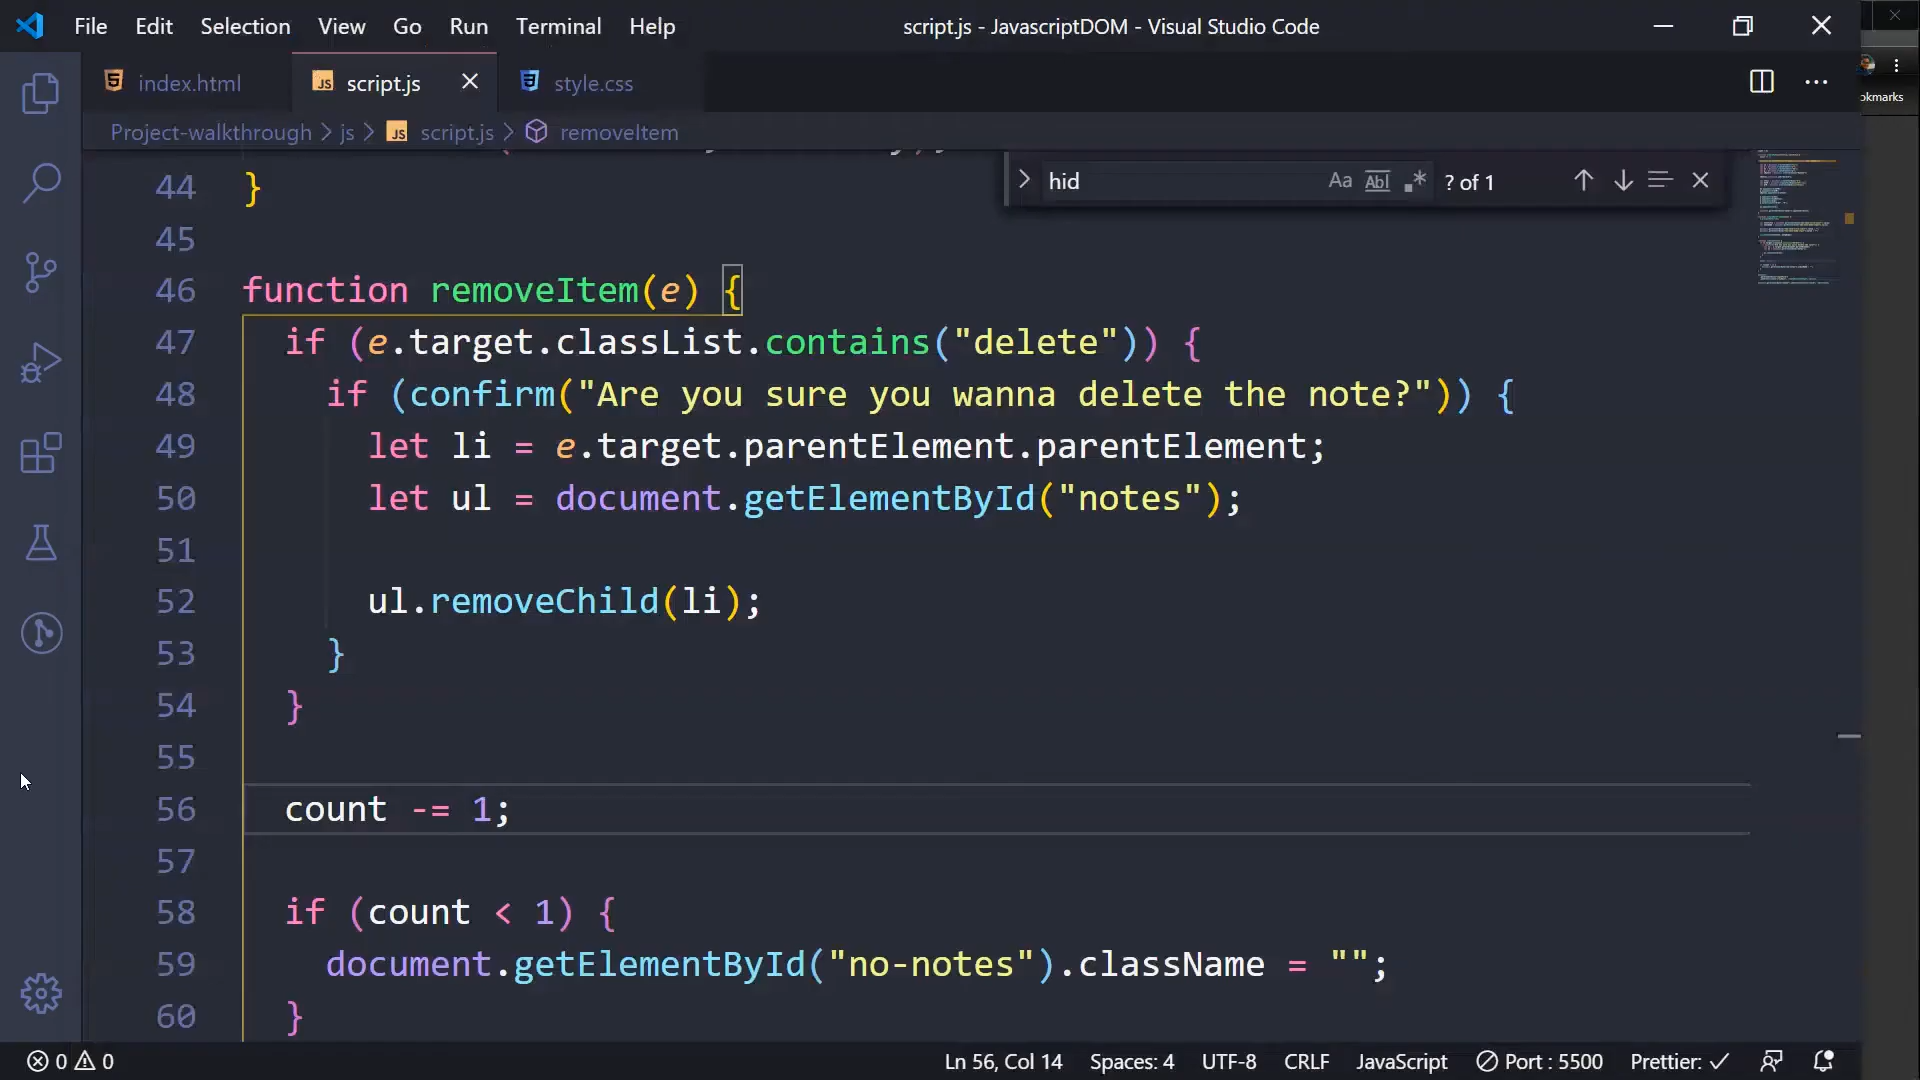 File Edit Selection View Go Run Terminal Help script.js - JavascriptDOM - Visual Studio Code
index.html JS script.js style.css
okmarks
Project-walkthrough > js > JS script.js > removeItem
hid Aa Abl .* ? of 1
44 }
45
46 function removeItem(e) {
47 if (e.target.classList.contains("delete")) {
48 if (confirm("Are you sure you wanna delete the note?")) {
49 let li = e.target.parentElement.parentElement;
50 let ul = document.getElementById("notes");
51
52 ul.removeChild(li);
53 }
54 }
55
56 count -= 1;
57
58 if (count < 1) {
59 document.getElementById("no-notes").className = "";
60 }
0 0 Ln 56, Col 14 Spaces: 4 UTF-8 CRLF JavaScript Port : 5500 Prettier: ✓